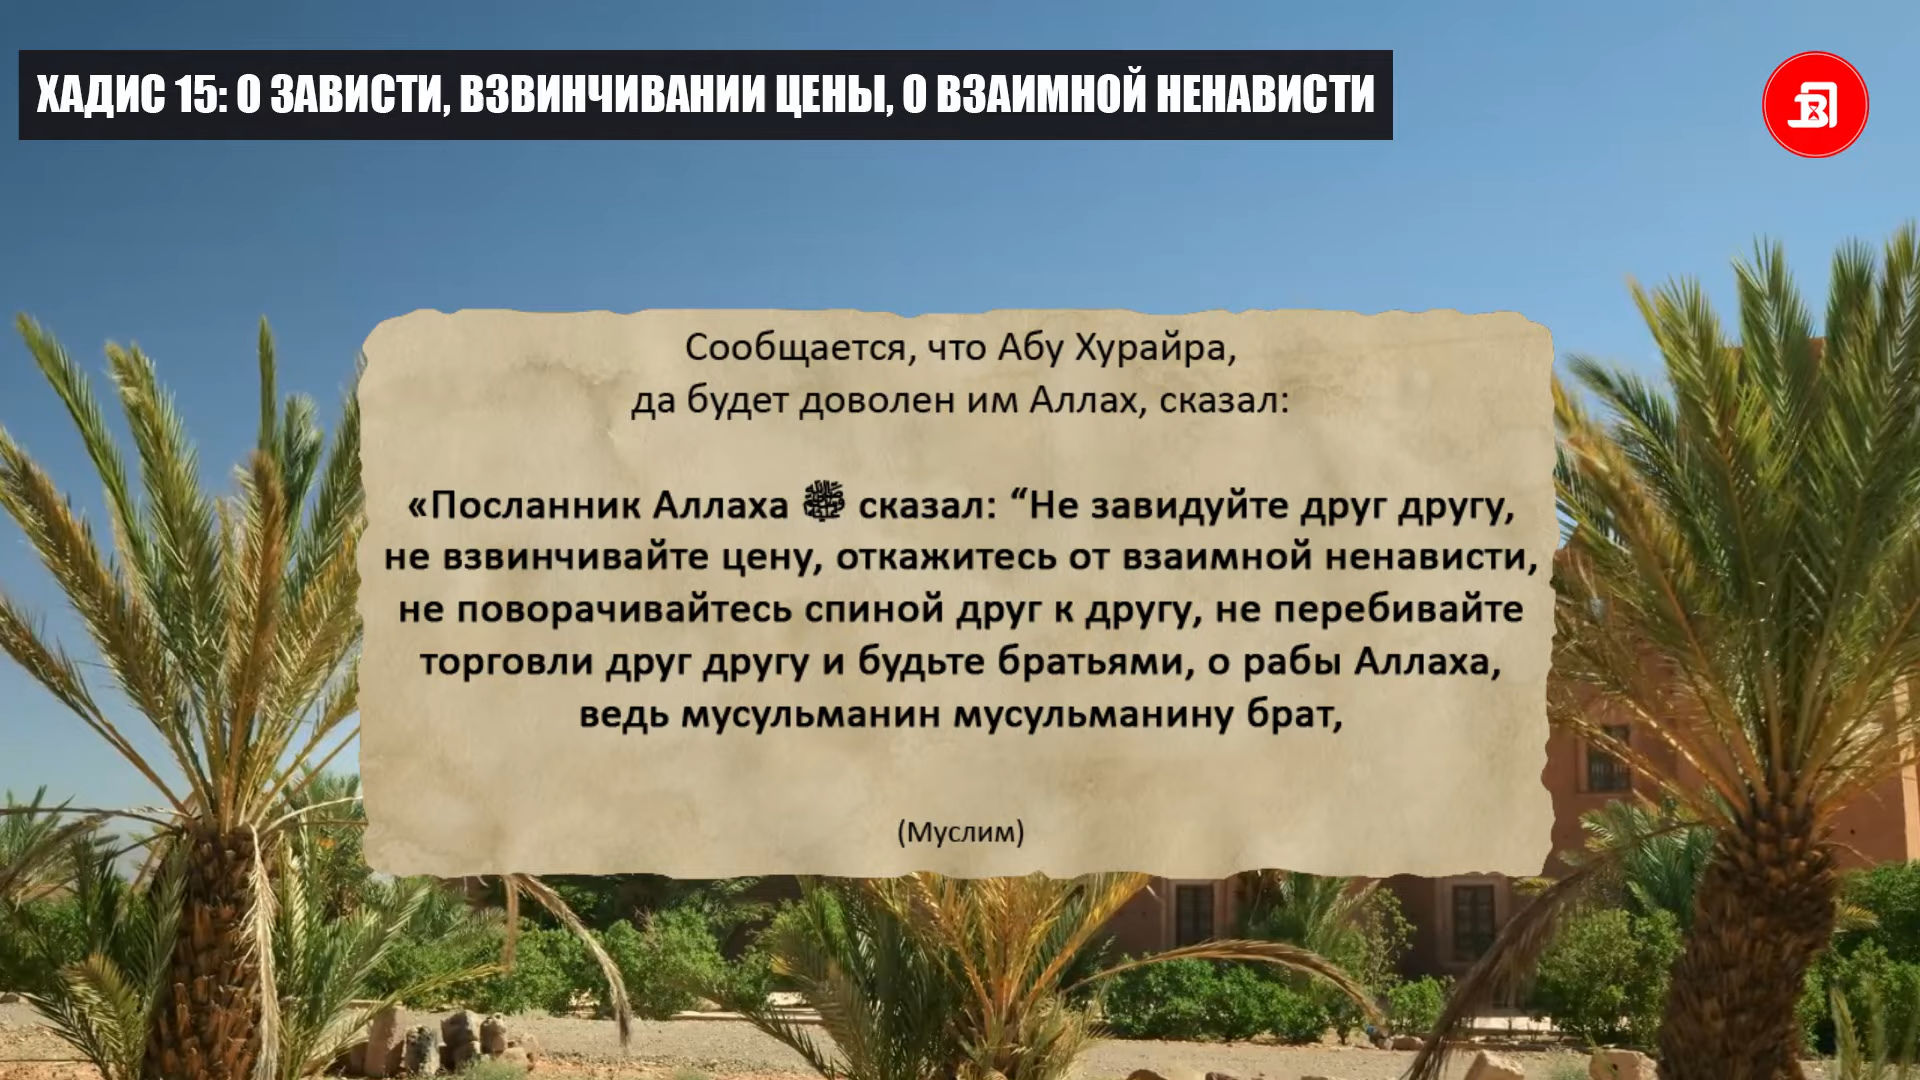 ХАДИС 15: О ЗАВИСТИ, ВЗВИНЧИВАНИИ ЦЕНЫ, О ВЗАИМНОЙ НЕНАВИСТИ
Сообщается, что Абу Хурайра,
да будет доволен им Аллах, сказал:
«Посланник Аллаха ﷺ сказал: “Не завидуйте друг другу,
не взвинчивайте цену, откажитесь от взаимной ненависти,
не поворачивайтесь спиной друг к другу, не перебивайте
торговли друг другу и будьте братьями, о рабы Аллаха,
ведь мусульманин мусульманину брат,
(Муслим)